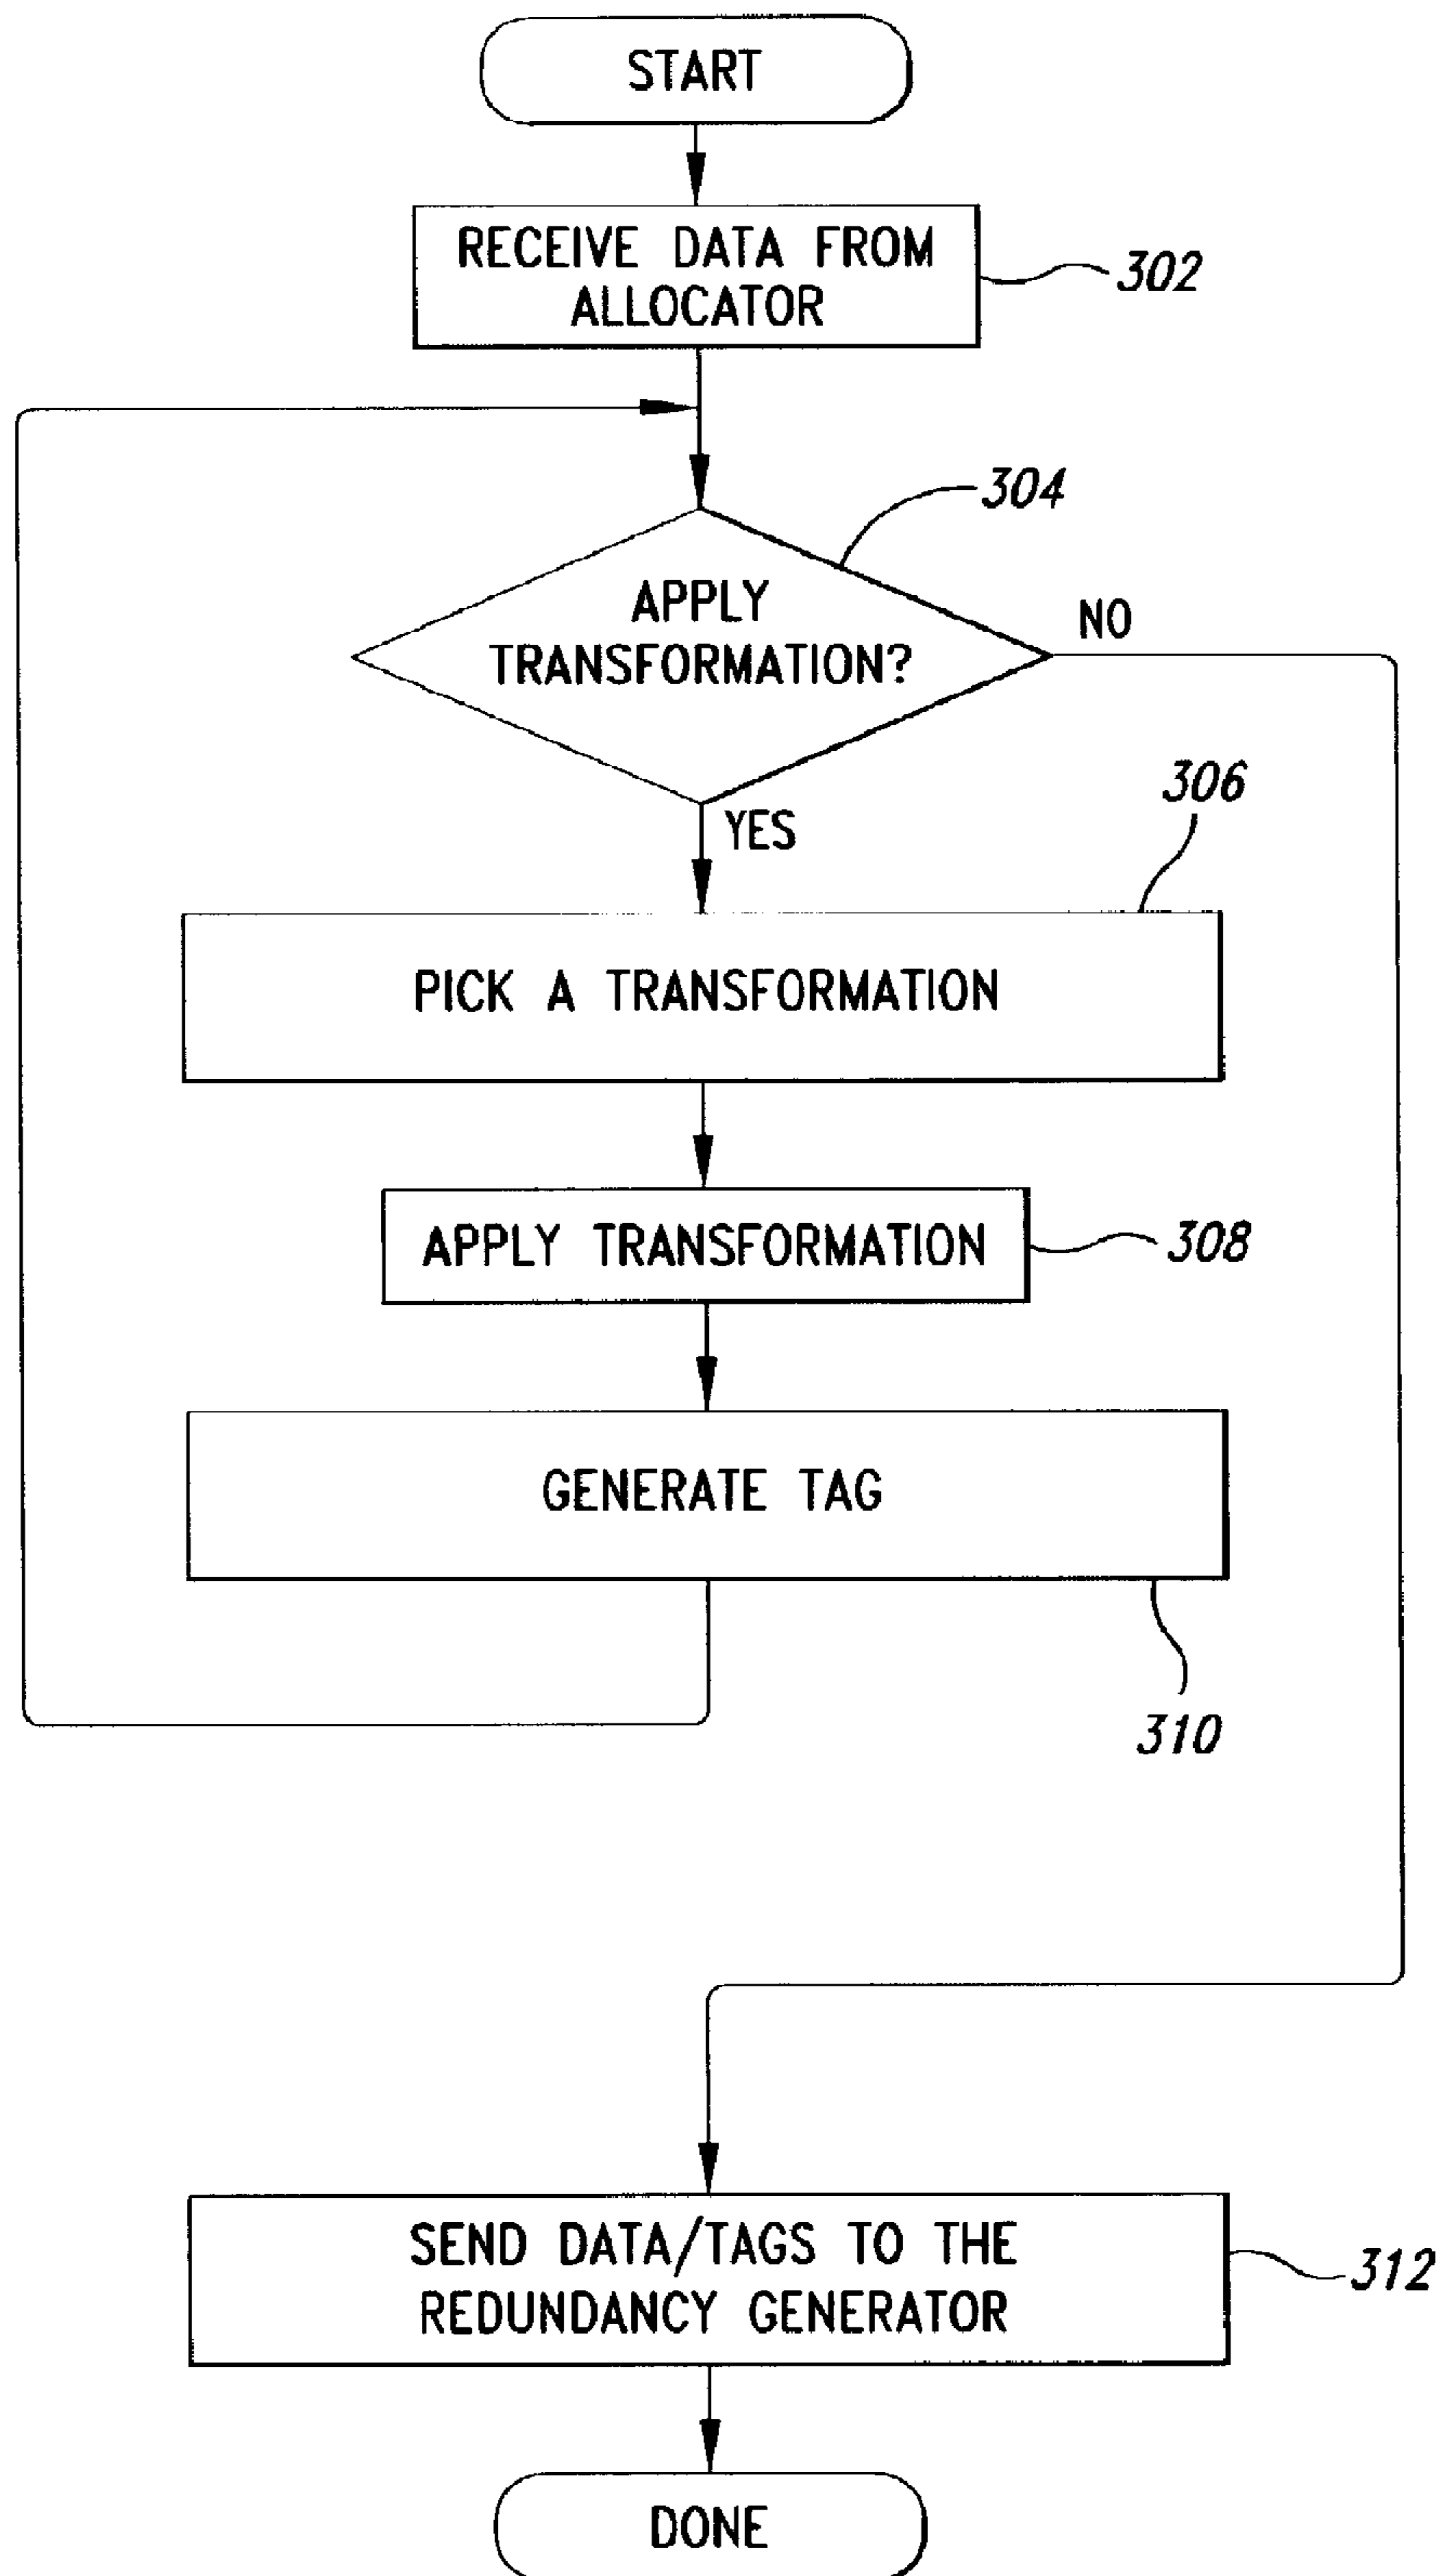 START
RECEIVE DATA FROM
ALLOCATOR
302
304
APPLY
TRANSFORMATION?
NO
YES
306
PICK A TRANSFORMATION
APPLY TRANSFORMATION
308
GENERATE TAG
310
SEND DATA/TAGS TO THE
REDUNDANCY GENERATOR
312
DONE